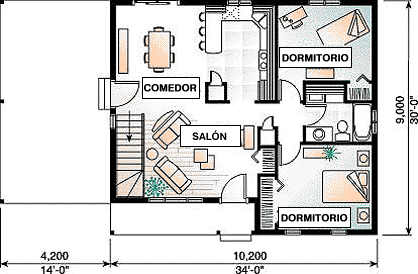 DORMITORIO
COMEDOR
SALÓN
DORMITORIO
9,000
30'-0"
4,200
14'-0"
10,200
34'-0"